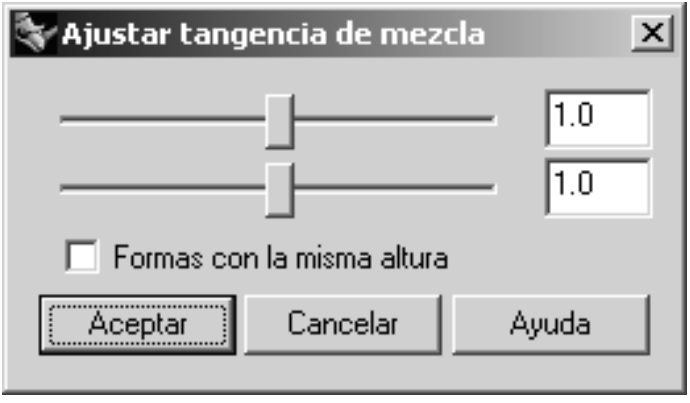 Ajustar tangencia de mezcla
1.0
1.0
Formas con la misma altura
Aceptar Cancelar Ayuda